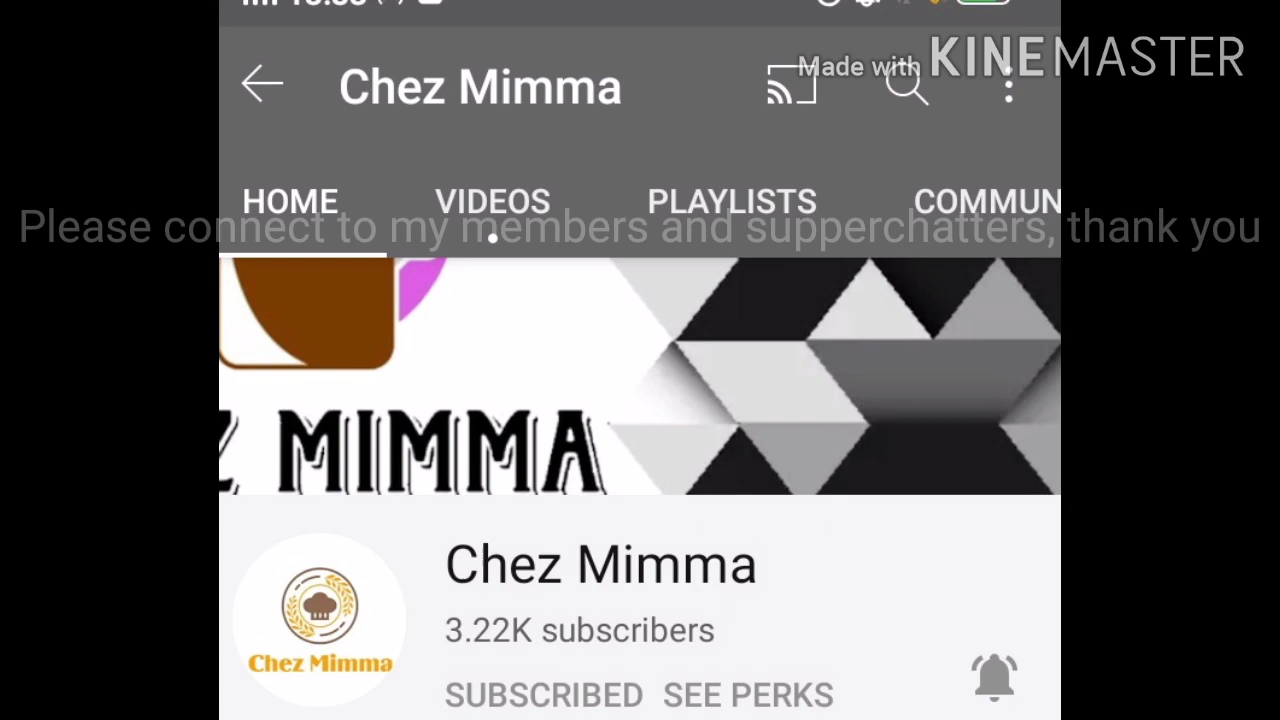 Chez Mimma
Made with KINEMASTER
HOME VIDEOS PLAYLISTS COMMUN
Please connect to my members and supperchatters, thank you
Z MIMMA
Chez Mimma
3.22K subscribers
Chez Mimma
SUBSCRIBED SEE PERKS